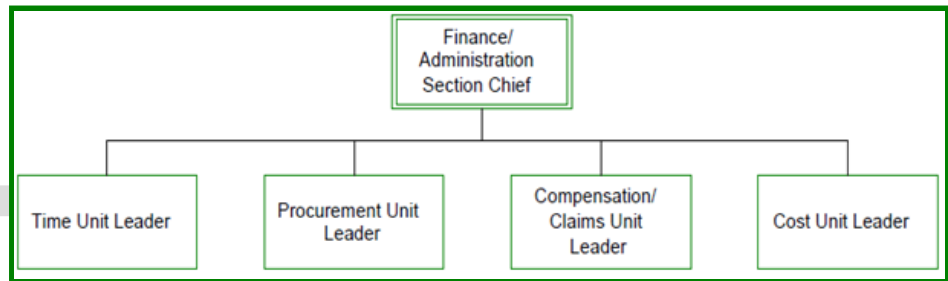 Finance/
Administration
Section Chief
Time Unit Leader
Procurement Unit
Leader
Compensation/
Claims Unit
Leader
Cost Unit Leader